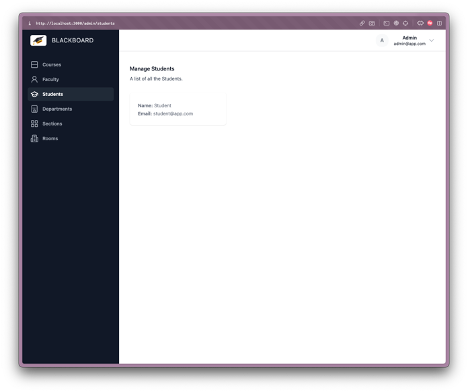 http://localhost:3000/admin/students
BLACKBOARD
A
Admin
admin@app.com
Courses
Faculty
Students
Departments
Sections
Rooms
Manage Students
A list of all the Students.
Name: Student
Email: student@app.com